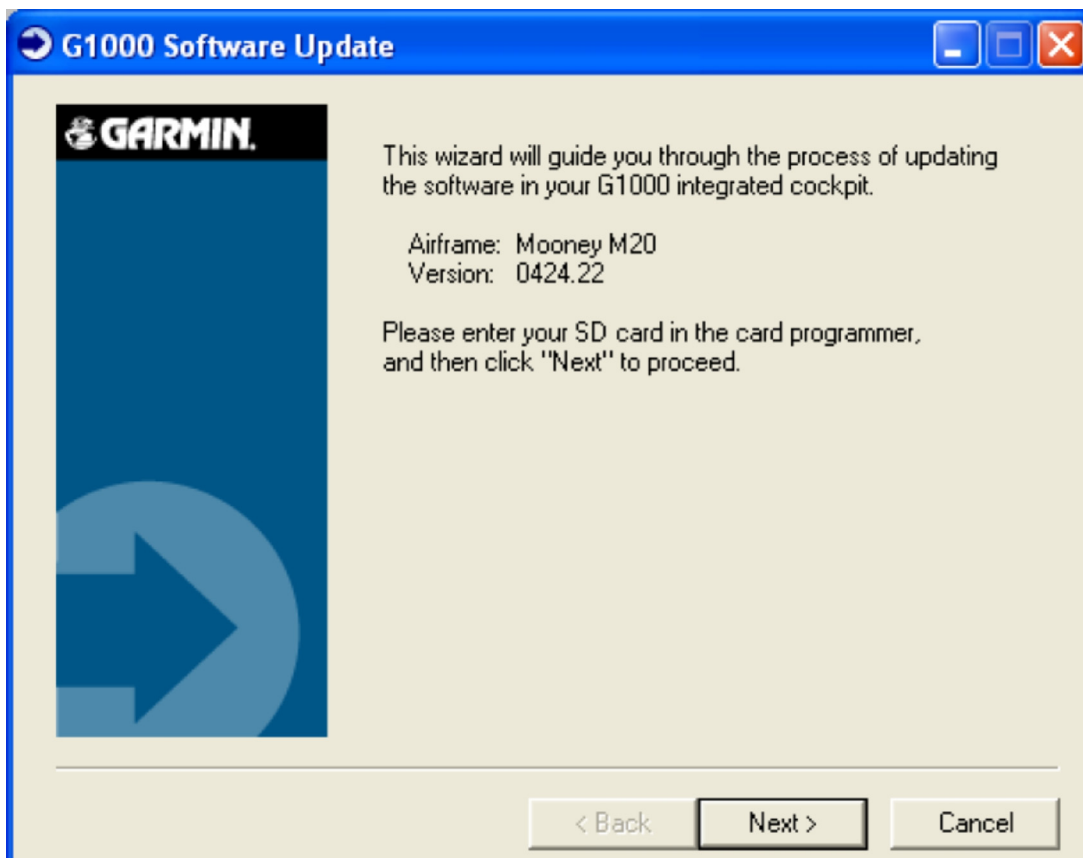 G1000 Software Update
GARMIN.
This wizard will guide you through the process of updating
the software in your G1000 integrated cockpit.
Airframe: Mooney M20
Version: 0424.22
Please enter your SD card in the card programmer,
and then click "Next" to proceed.
< Back
Next >
Cancel